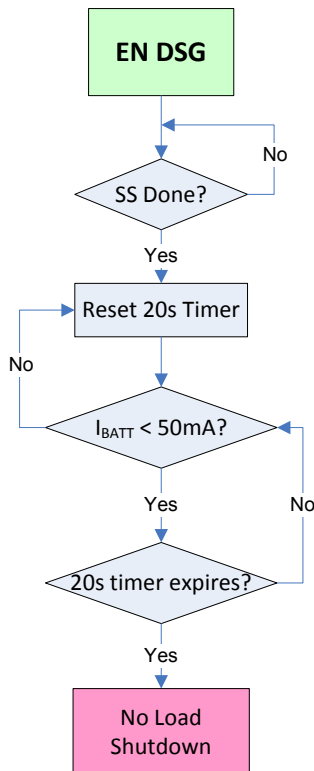 EN DSG
No
SS Done?
Yes
Reset 20s Timer
No
I_BATT < 50mA?
Yes
No
20s timer expires?
Yes
No Load
Shutdown